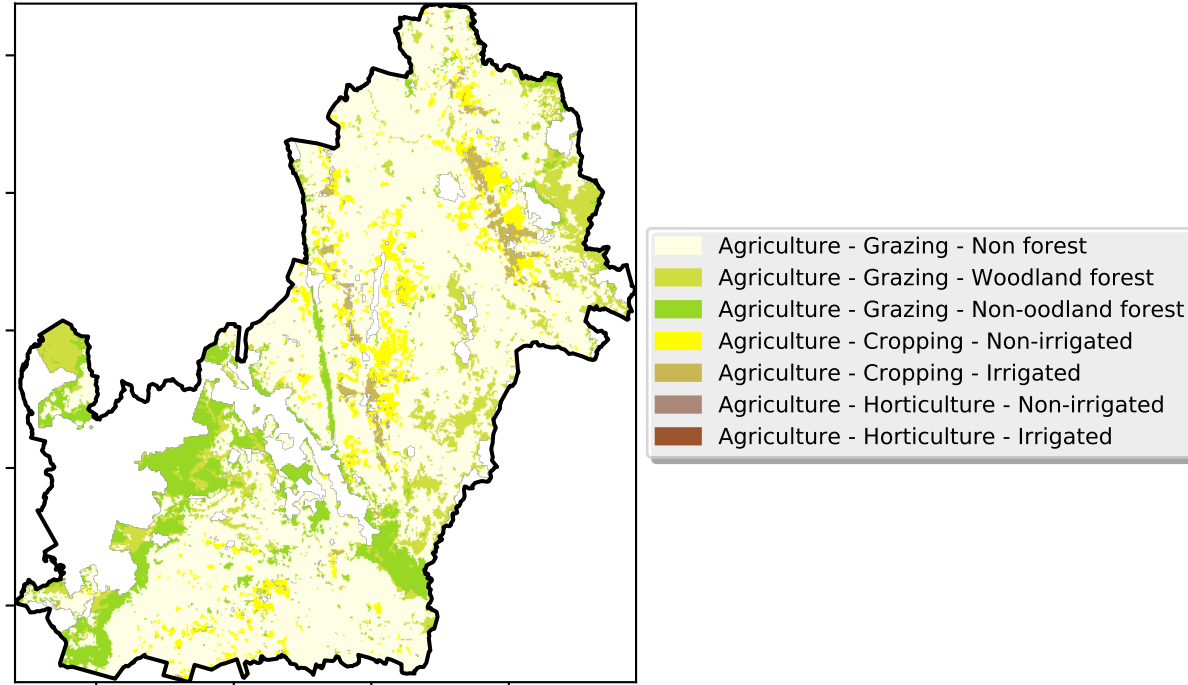 Agriculture - Grazing - Non forest
Agriculture - Grazing - Woodland forest
Agriculture - Grazing - Non-oodland forest
Agriculture - Cropping - Non-irrigated
Agriculture - Cropping - Irrigated
Agriculture - Horticulture - Non-irrigated
Agriculture - Horticulture - Irrigated